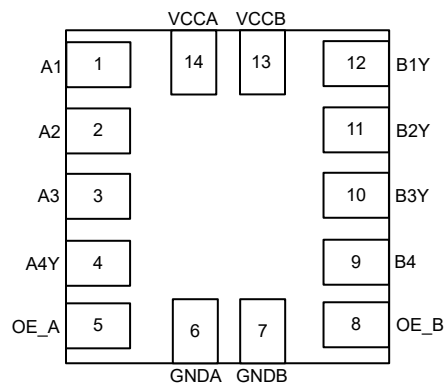 VCCA VCCB
A1 1 14 13 12 B1Y
A2 2 11 B2Y
A3 3 10 B3Y
A4Y 4 9 B4
OE_A 5 6 7 8 OE_B
GNDA GNDB